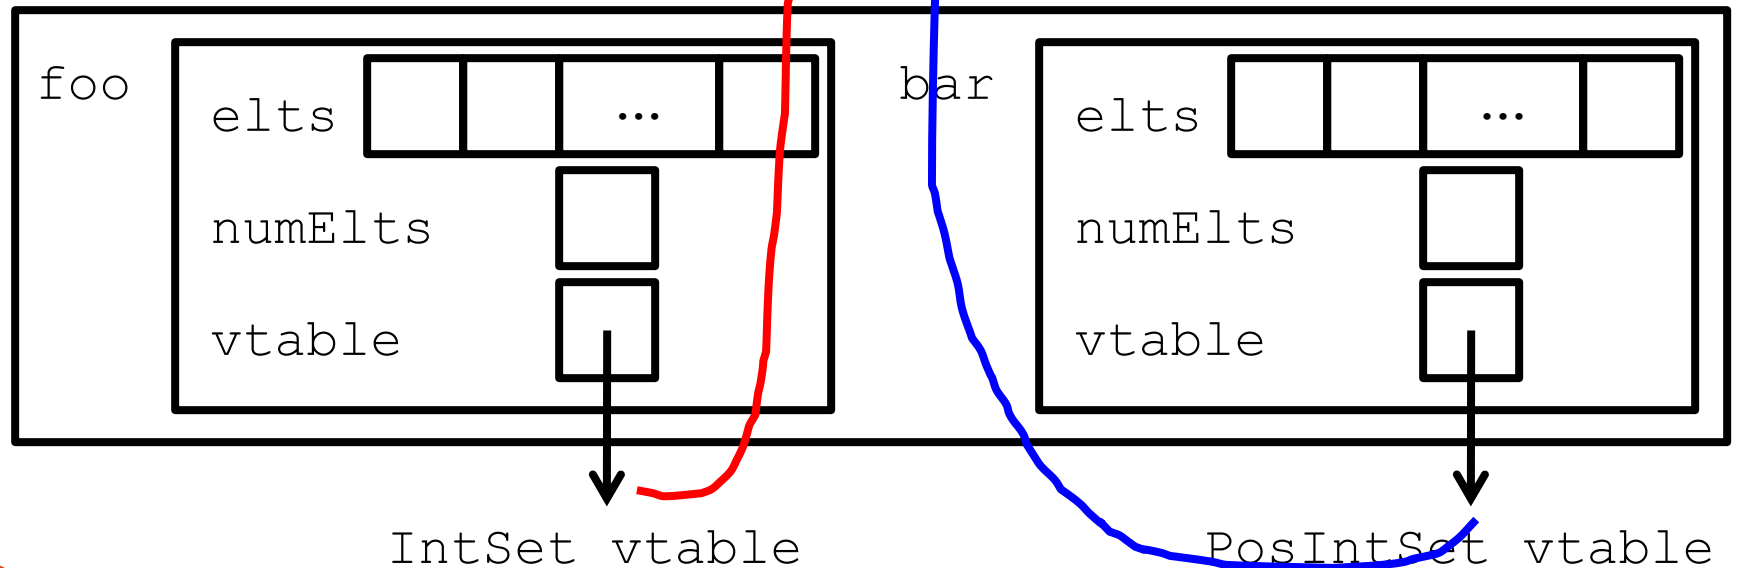 foo
elts ...
numElts
vtable
IntSet vtable
bar
elts ...
numElts
vtable
PosIntSet vtable